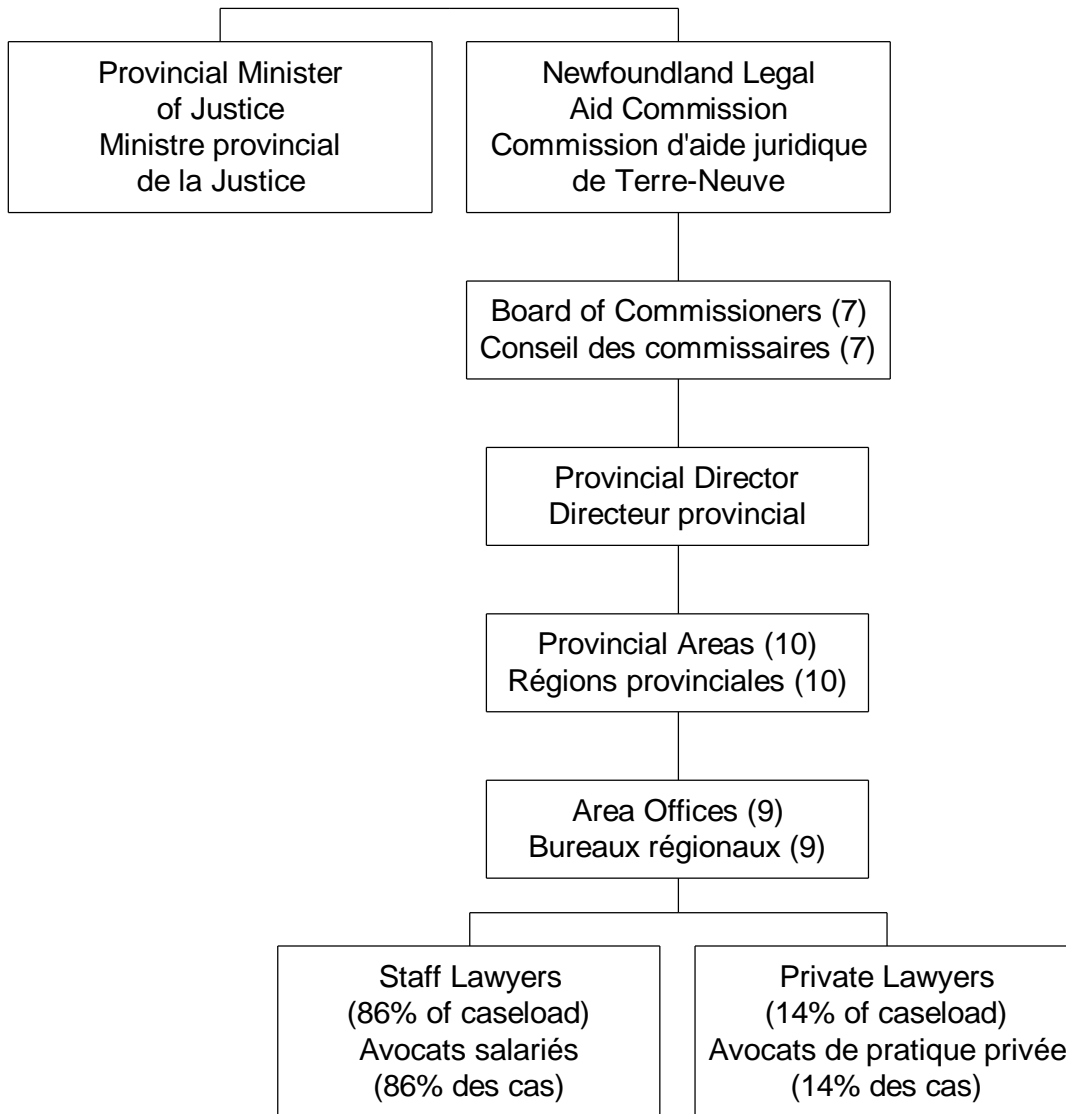 Provincial Minister
of Justice
Ministre provincial
de la Justice
Newfoundland Legal
Aid Commission
Commission d'aide juridique
de Terre-Neuve
Board of Commissioners (7)
Conseil des commissaires (7)
Provincial Director
Directeur provincial
Provincial Areas (10)
Régions provinciales (10)
Area Offices (9)
Bureaux régionaux (9)
Staff Lawyers
(86% of caseload)
Avocats salariés
(86% des cas)
Private Lawyers
(14% of caseload)
Avocats de pratique privée
(14% des cas)